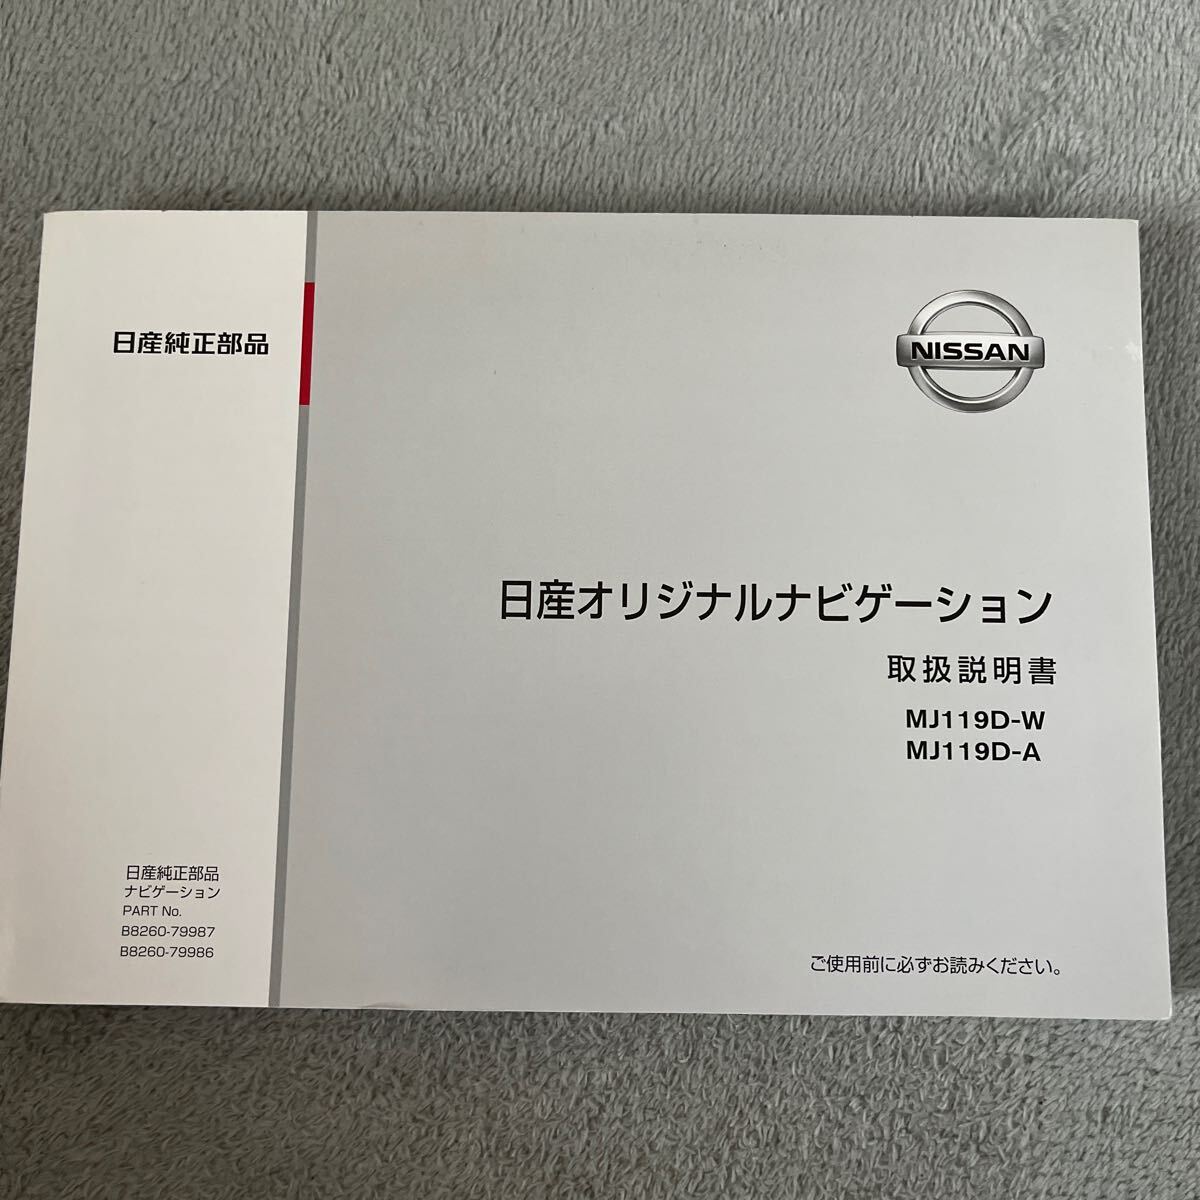 日産純正部品
NISSAN
日産オリジナルナビゲーション
取扱説明書
MJ119D-W
MJ119D-A
日産純正部品
ナビゲーション
PART No.
B8260-79987
B8260-79986
ご使用前に必ずお読みください。